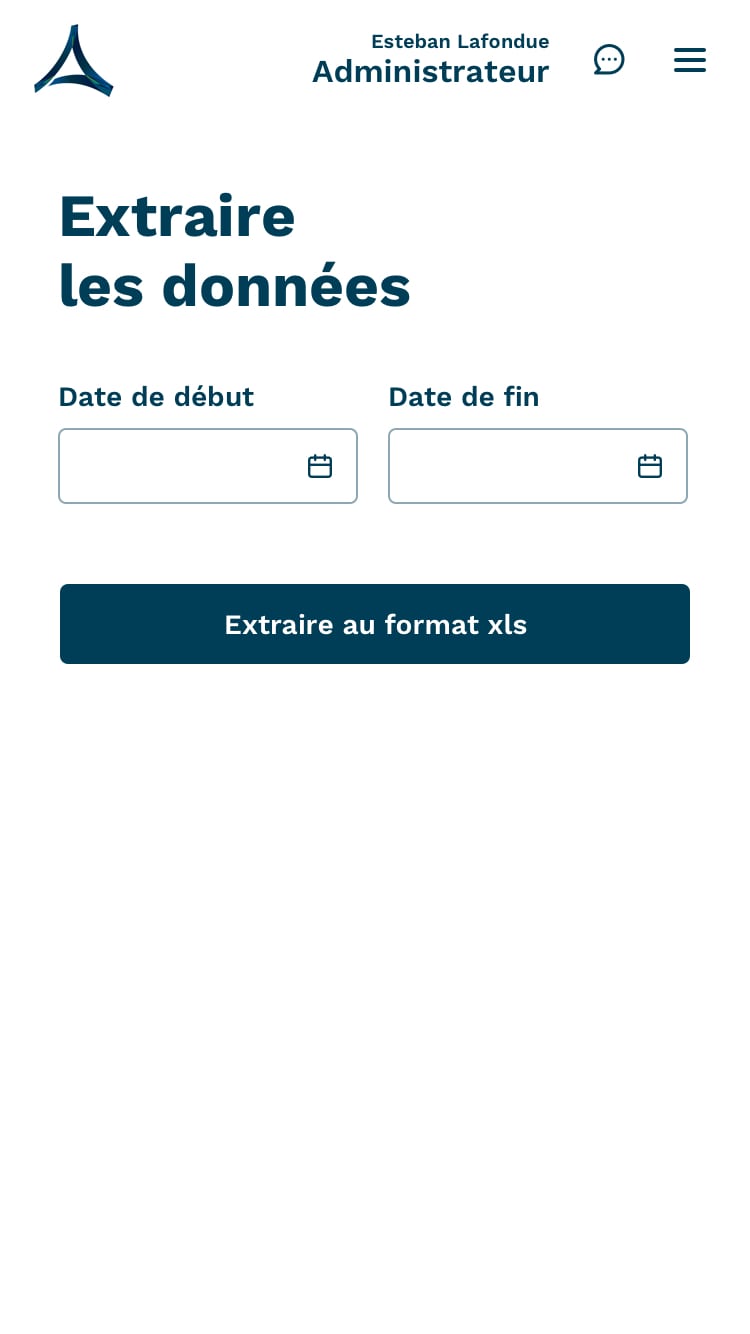 Esteban Lafondue
Administrateur
Extraire
les données
Date de début
Date de fin
Extraire au format xls